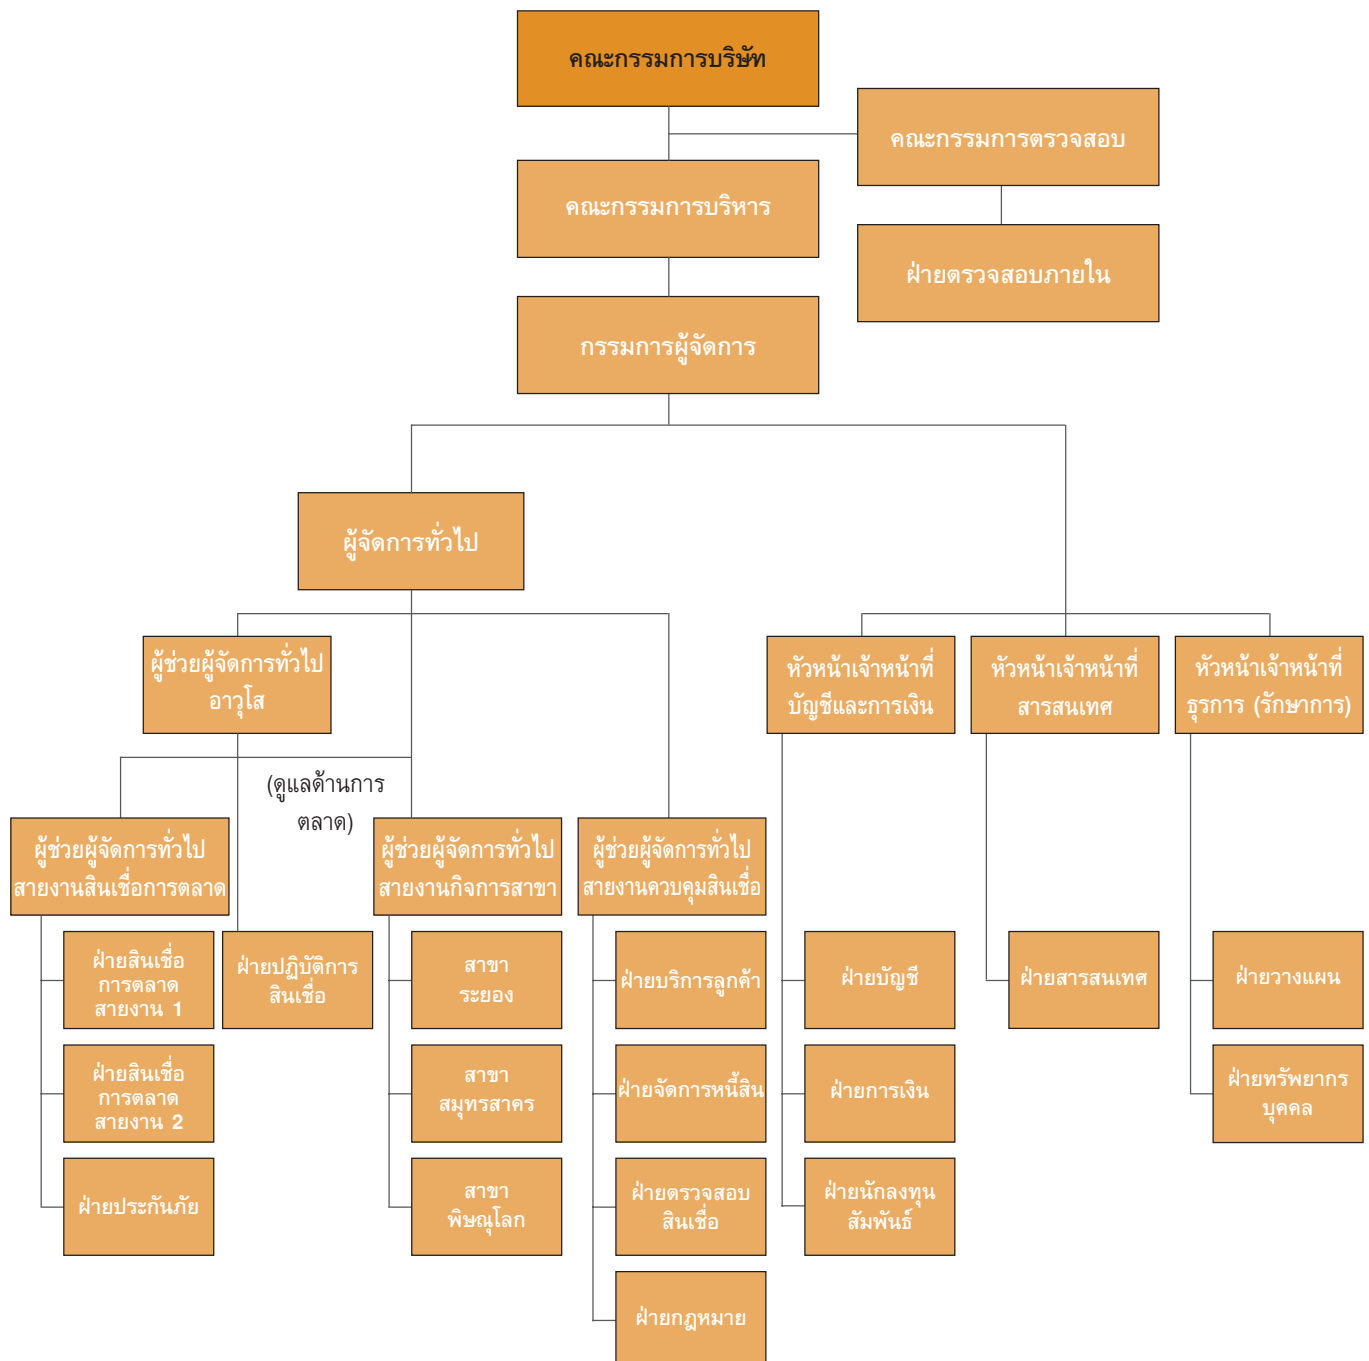 คณะกรรมการบริษัท
คณะกรรมการตรวจสอบ
คณะกรรมการบริหาร
ฝ่ายตรวจสอบภายใน
กรรมการผู้จัดการ
ผู้จัดการทั่วไป
ผู้ช่วยผู้จัดการทั่วไป
อาวุโส
หัวหน้าเจ้าหน้าที่
บัญชีและการเงิน
หัวหน้าเจ้าหน้าที่
สารสนเทศ
หัวหน้าเจ้าหน้าที่
ธุรการ (รักษาการ)
(ดูแลด้านการ
ตลาด)
ผู้ช่วยผู้จัดการทั่วไป
สายงานสินเชื่อการตลาด
ผู้ช่วยผู้จัดการทั่วไป
สายงานกิจการสาขา
ผู้ช่วยผู้จัดการทั่วไป
สายงานควบคุมสินเชื่อ
ฝ่ายสินเชื่อ
การตลาด
สายงาน 1
ฝ่ายปฏิบัติการ
สินเชื่อ
สาขา
ระยอง
ฝ่ายบริการลูกค้า
ฝ่ายบัญชี
ฝ่ายสารสนเทศ
ฝ่ายวางแผน
ฝ่ายสินเชื่อ
การตลาด
สายงาน 2
สาขา
สมุทรสาคร
ฝ่ายจัดการหนี้สิน
ฝ่ายการเงิน
ฝ่ายทรัพยากร
บุคคล
ฝ่ายประกันภัย
สาขา
พิษณุโลก
ฝ่ายตรวจสอบ
สินเชื่อ
ฝ่ายนักลงทุน
สัมพันธ์
ฝ่ายกฎหมาย